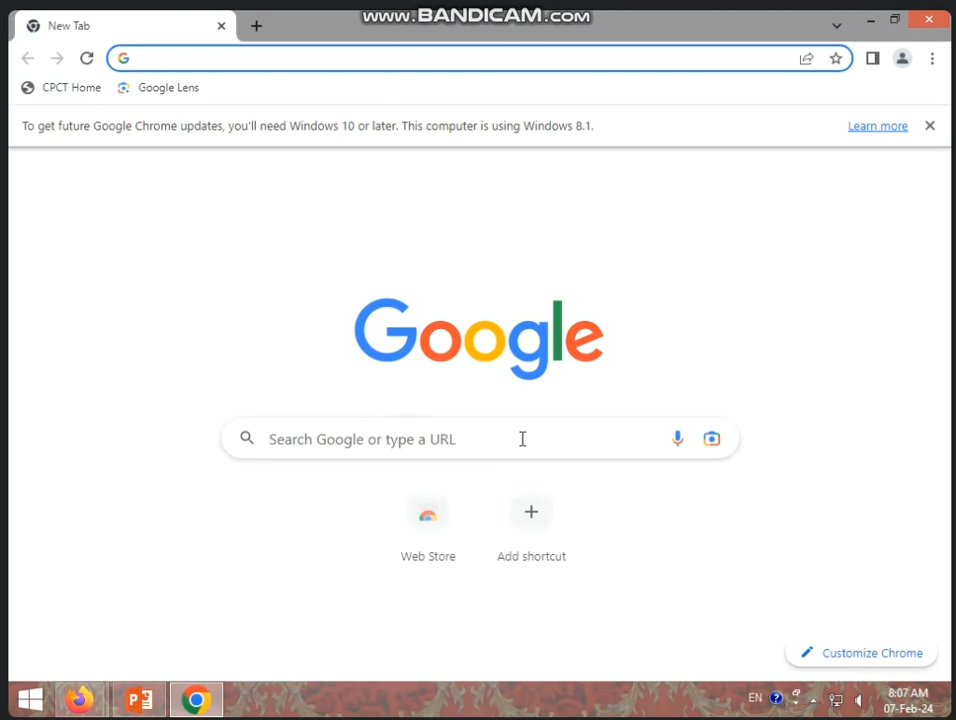 WWW.BANDICAM.COM
New Tab
CPCT Home
Google Lens
To get future Google Chrome updates, you'll need Windows 10 or later. This computer is using Windows 8.1.
Learn more
Google
Search Google or type a URL
Web Store
Add shortcut
Customize Chrome
EN
8:07 AM
07-Feb-24